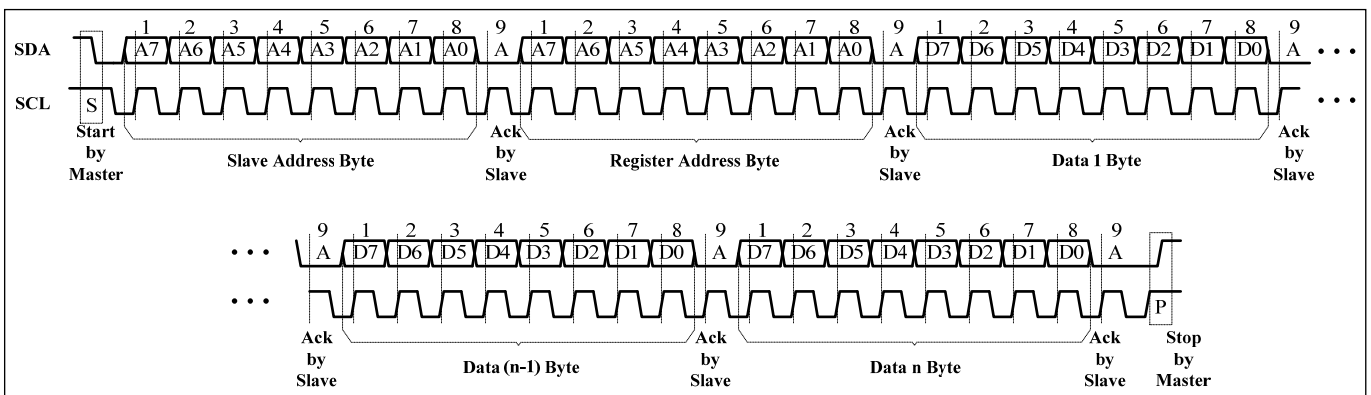 1 2 3 4 5 6 7 8 9 1 2 3 4 5 6 7 8 9 1 2 3 4 5 6 7 8 9
SDA A7 A6 A5 A4 A3 A2 A1 A0 A A7 A6 A5 A4 A3 A2 A1 A0 A D7 D6 D5 D4 D3 D2 D1 D0 A • • •
SCL S • • •
Start by Master
Slave Address Byte
Ack by Slave
Register Address Byte
Ack by Slave
Data 1 Byte
Ack by Slave
9 1 2 3 4 5 6 7 8 9 1 2 3 4 5 6 7 8 9
• • • A D7 D6 D5 D4 D3 D2 D1 D0 A D7 D6 D5 D4 D3 D2 D1 D0 A
• • • P
Ack by Slave
Data (n-1) Byte
Ack by Slave
Data n Byte
Ack by Slave
Stop by Master